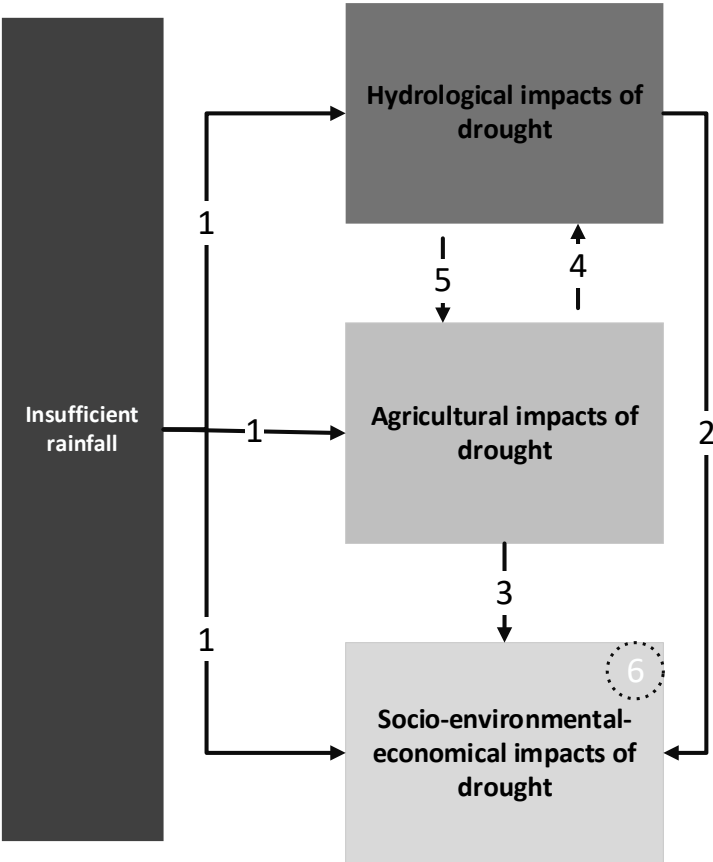 Hydrological impacts of
drought
1
5
4
Insufficient
rainfall
1
Agricultural impacts of
drought
2
3
1
6
Socio-environmental-
economical impacts of
drought